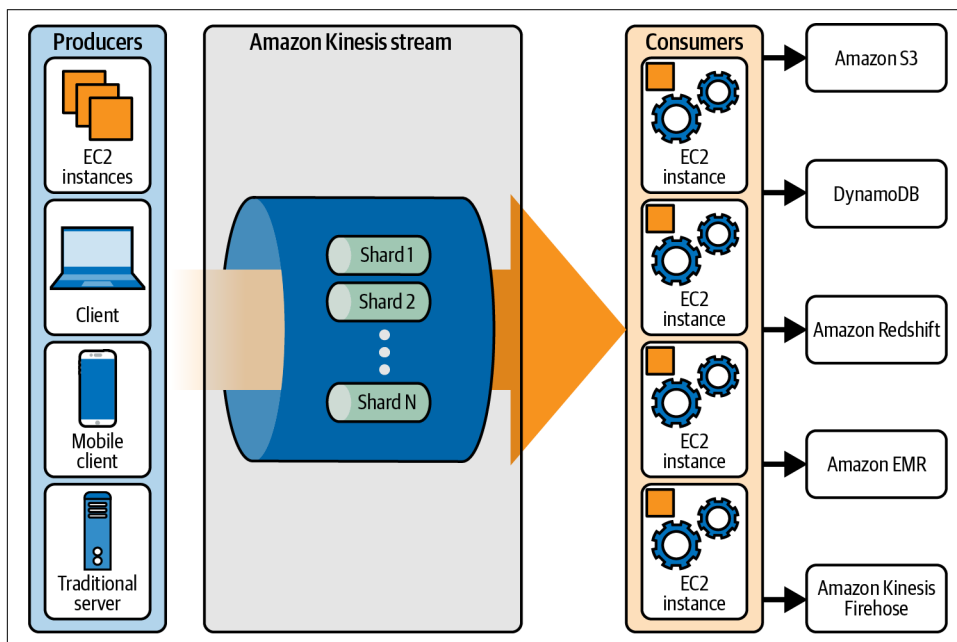 Producers
EC2
instances
Client
Mobile
client
Traditional
server
Amazon Kinesis stream
Shard 1
Shard 2
Shard N
Consumers
EC2
instance
EC2
instance
EC2
instance
EC2
instance
Amazon S3
DynamoDB
Amazon Redshift
Amazon EMR
Amazon Kinesis
Firehose